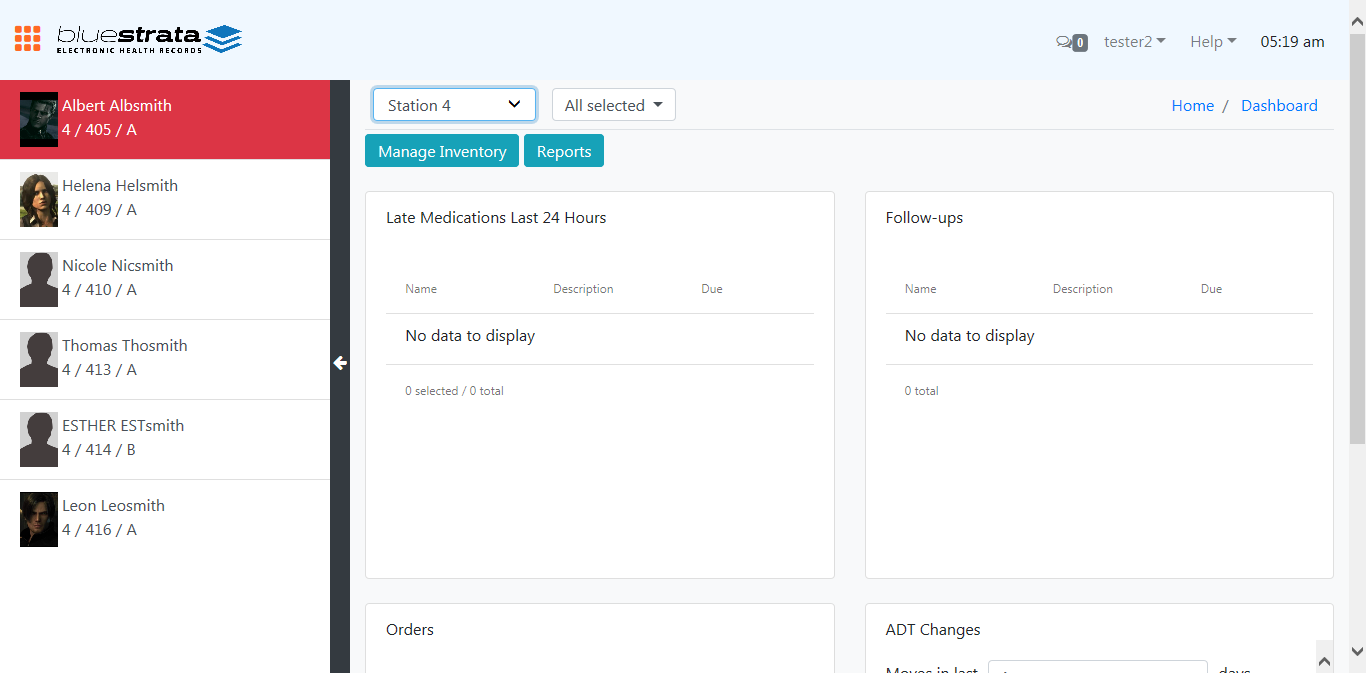 bluestrata
ELECTRONIC HEALTH RECORDS
0
tester2
Help
05:19 am
Albert Albsmith
4 / 405 / A
Helena Helsmith
4 / 409 / A
Nicole Nicsmith
4 / 410 / A
Thomas Thosmith
4 / 413 / A
ESTHER ESTsmith
4 / 414 / B
Leon Leosmith
4 / 416 / A
Station 4
All selected
Home / Dashboard
Manage Inventory
Reports
Late Medications Last 24 Hours
Name Description Due
No data to display
0 selected / 0 total
Follow-ups
Name Description Due
No data to display
0 total
Orders
ADT Changes
Moves in last days